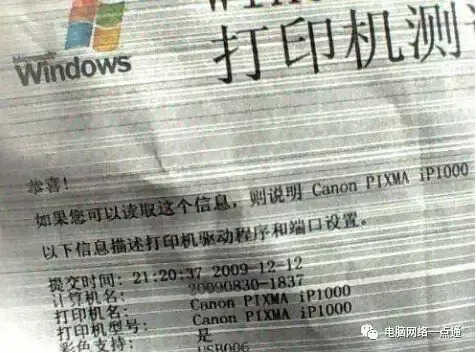 Microsoft
Windows
打印机测
恭喜!
如果您可以读取这个信息，则说明 Canon PIXMA iP1000
以下信息描述打印机驱动程序和端口设置。
提交时间: 21:20:37 2009-12-12
计算机名: 20090830-1837
打印机名: Canon PIXMA iP1000
打印机型号: Canon PIXMA iP1000
彩色支持: 是
USB006
电脑网络一点通